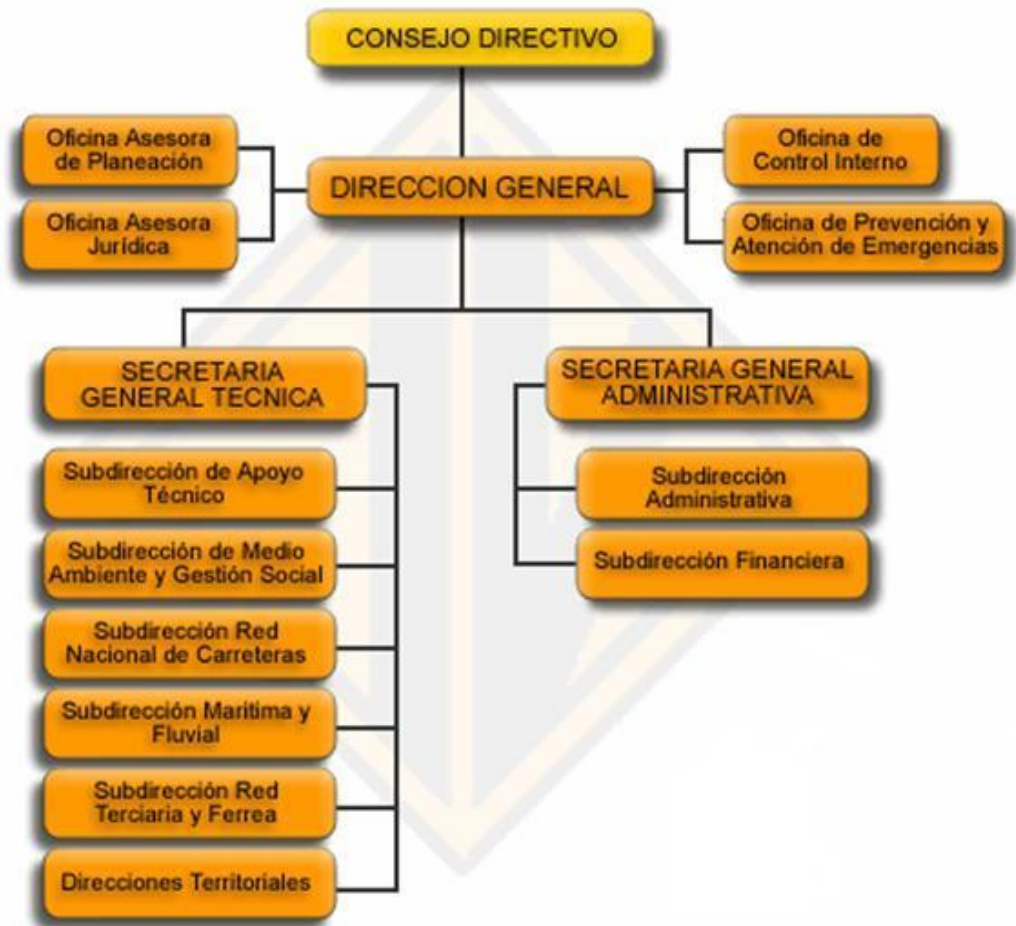 CONSEJO DIRECTIVO
Oficina Asesora
de Planeación
Oficina de
Control Interno
DIRECCION GENERAL
Oficina Asesora
Jurídica
Oficina de Prevención y
Atención de Emergencias
SECRETARIA
GENERAL TECNICA
Subdirección de Apoyo
Técnico
Subdirección de Medio
Ambiente y Gestión Social
Subdirección Red
Nacional de Carreteras
Subdirección Maritima y
Fluvial
Subdirección Red
Terciaria y Ferrea
Direcciones Territoriales
SECRETARIA GENERAL
ADMINISTRATIVA
Subdirección
Administrativa
Subdirección Financiera